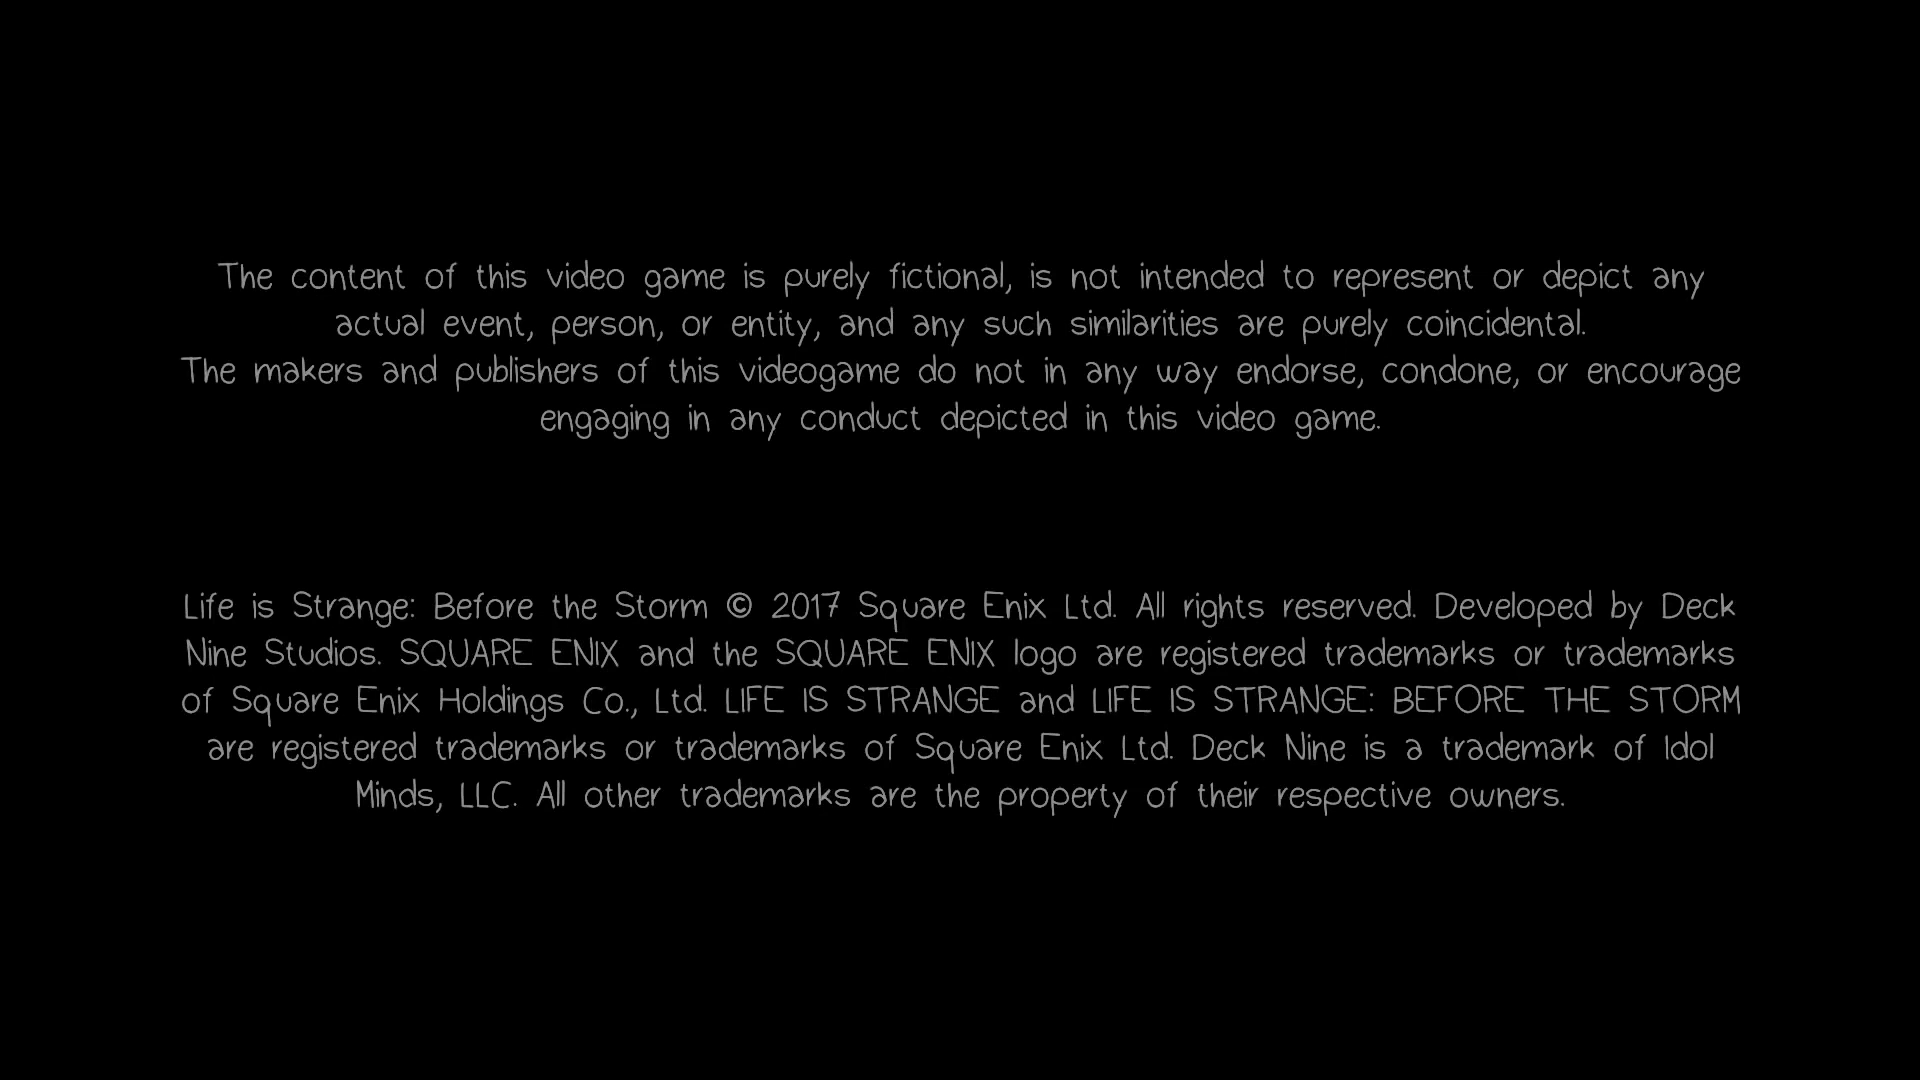 The content of this video game is purely fictional, is not intended to represent or depict any
actual event, person, or entity, and any such similarities are purely coincidental.
The makers and publishers of this videogame do not in any way endorse, condone, or encourage
engaging in any conduct depicted in this video game.
Life is Strange: Before the Storm © 2017 Square Enix Ltd. All rights reserved. Developed by Deck
Nine Studios. SQUARE ENIX and the SQUARE ENIX logo are registered trademarks or trademarks
of Square Enix Holdings Co., Ltd. LIFE IS STRANGE and LIFE IS STRANGE: BEFORE THE STORM
are registered trademarks or trademarks of Square Enix Ltd. Deck Nine is a trademark of Idol
Minds, LLC. All other trademarks are the property of their respective owners.